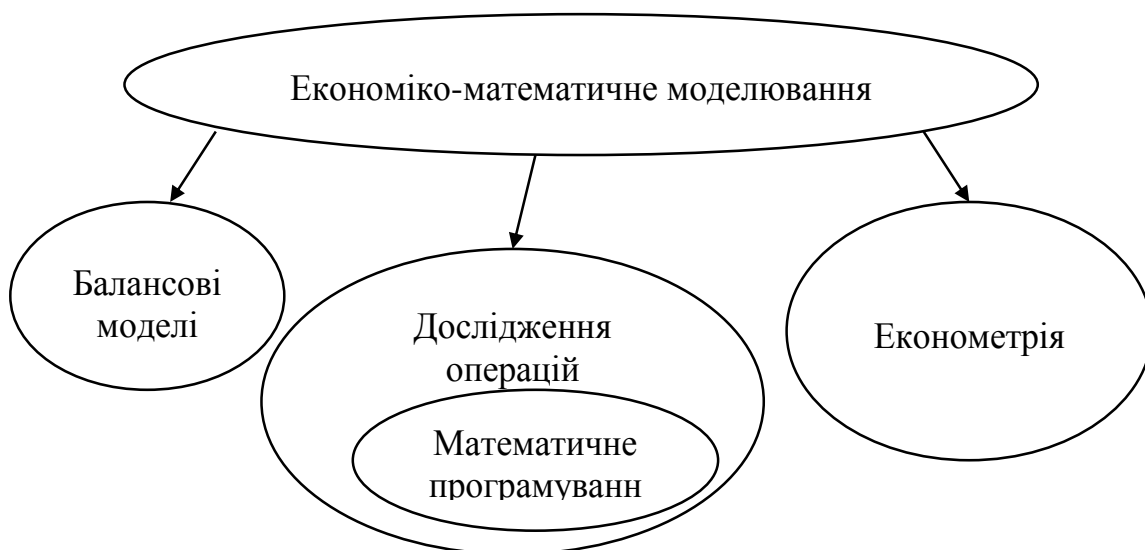 Економіко-математичне моделювання
Балансові
моделі
Дослідження
операцій
Математичне
програмуванн
Економетрія